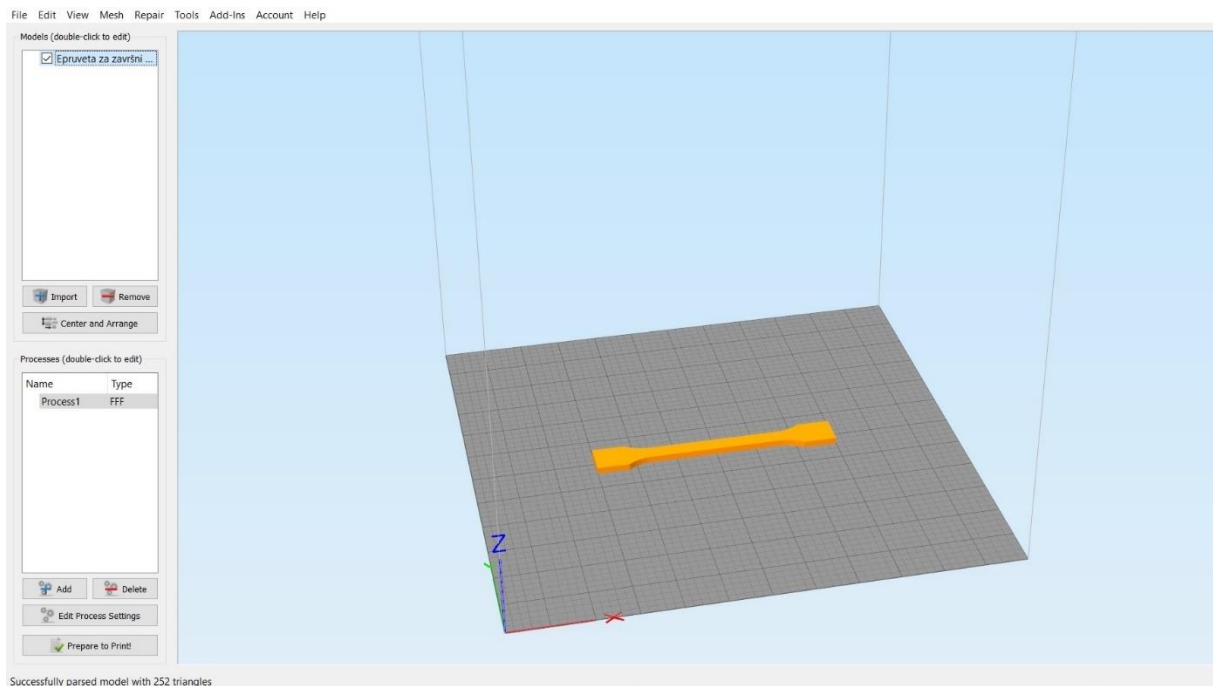 File Edit View Mesh Repair Tools Add-Ins Account Help
Models (double-click to edit)
Epruveta za završni ...
Import Remove
Center and Arrange
Processes (double-click to edit)
Name Type
Process1 FFF
Add Delete
Edit Process Settings
Prepare to Print!
Z
X
Successfully parsed model with 252 triangles